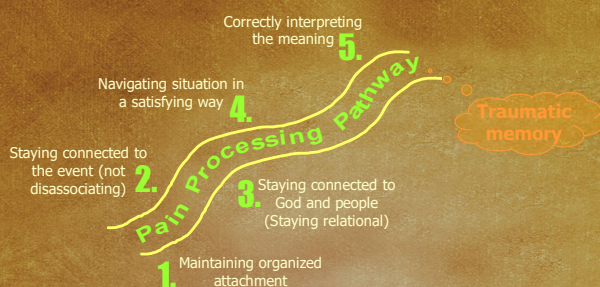 Correctly interpreting
the meaning 5.
Navigating situation in
a satisfying way 4.
Traumatic
memory
Pain Processing Pathway
Staying connected to
the event (not
disassociating) 2.
3. Staying connected to
God and people
(Staying relational)
1. Maintaining organized
attachment